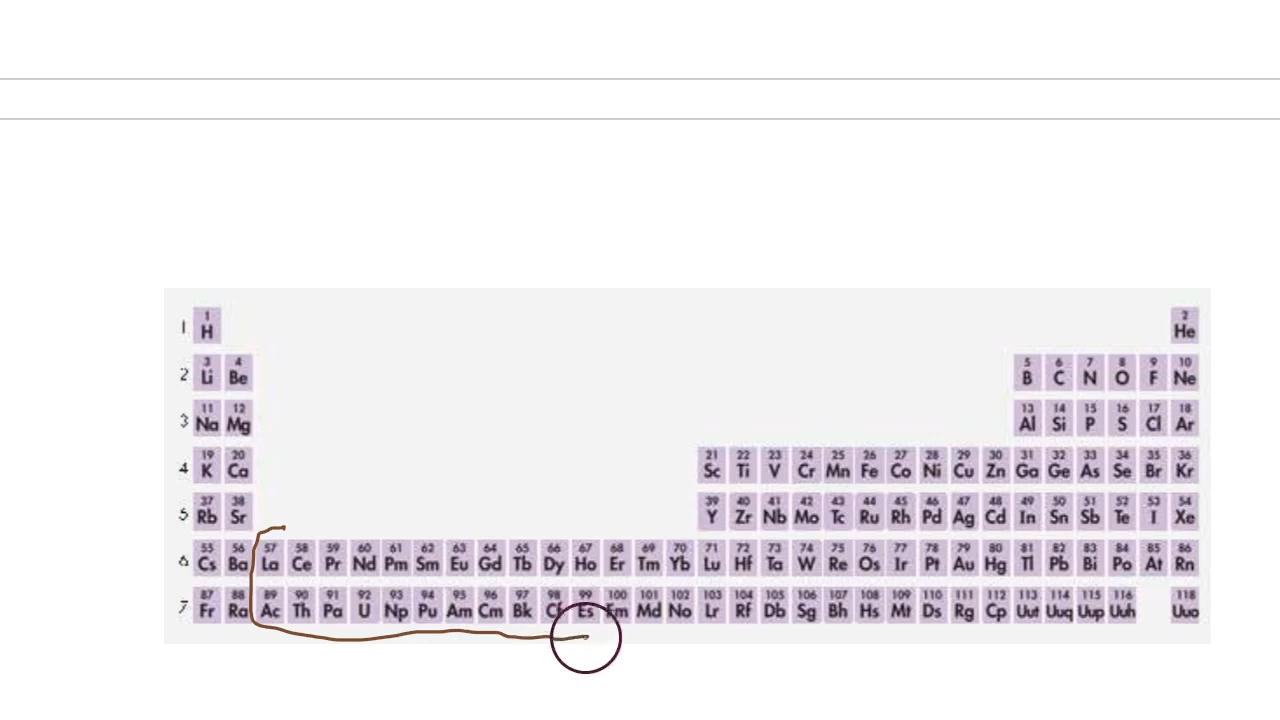 1 1 H 2 He
2 3 Li 4 Be 5 B 6 C 7 N 8 O 9 F 10 Ne
3 11 Na 12 Mg 13 Al 14 Si 15 P 16 S 17 Cl 18 Ar
4 19 K 20 Ca 21 Sc 22 Ti 23 V 24 Cr 25 Mn 26 Fe 27 Co 28 Ni 29 Cu 30 Zn 31 Ga 32 Ge 33 As 34 Se 35 Br 36 Kr
5 37 Rb 38 Sr 39 Y 40 Zr 41 Nb 42 Mo 43 Tc 44 Ru 45 Rh 46 Pd 47 Ag 48 Cd 49 In 50 Sn 51 Sb 52 Te 53 I 54 Xe
6 55 Cs 56 Ba 57 La 58 Ce 59 Pr 60 Nd 61 Pm 62 Sm 63 Eu 64 Gd 65 Tb 66 Dy 67 Ho 68 Er 69 Tm 70 Yb 71 Lu 72 Hf 73 Ta 74 W 75 Re 76 Os 77 Ir 78 Pt 79 Au 80 Hg 81 Tl 82 Pb 83 Bi 84 Po 85 At 86 Rn
7 87 Fr 88 Ra 89 Ac 90 Th 91 Pa 92 U 93 Np 94 Pu 95 Am 96 Cm 97 Bk 98 Cf 99 Es 100 Fm 101 Md 102 No 103 Lr 104 Rf 105 Db 106 Sg 107 Bh 108 Hs 109 Mt 110 Ds 111 Rg 112 Cp 113 Uut 114 Uuq 115 Uup 116 Uuh 118 Uuo